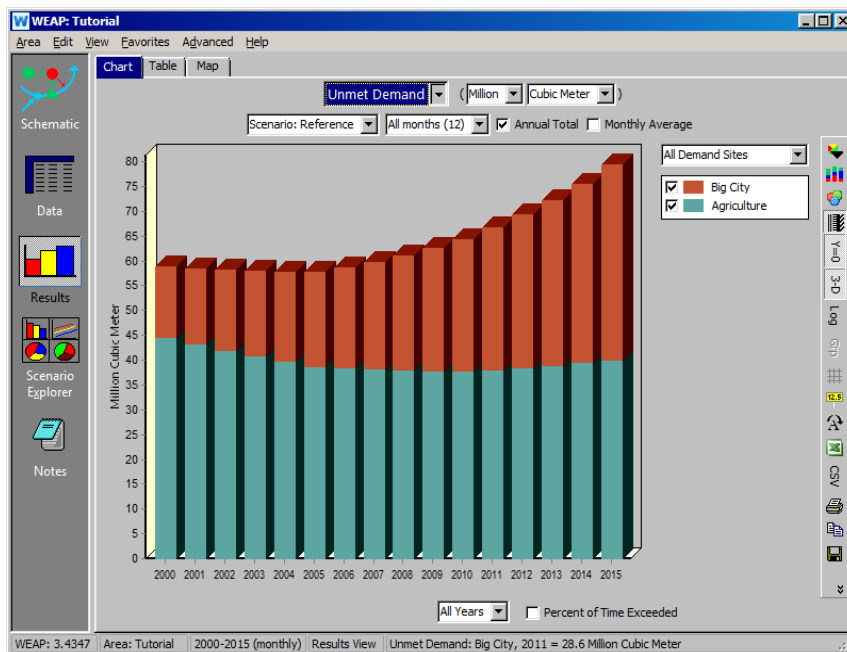 WEAP: Tutorial
Area Edit View Favorites Advanced Help
Chart Table Map
Unmet Demand ( Million Cubic Meter )
Scenario: Reference All months (12) Annual Total Monthly Average
Schematic
Data
Results
Scenario
Explorer
Notes
All Demand Sites
Big City
Agriculture
Y=0
3-D
Log
Grp
12.5
CSV
Million Cubic Meter
80
75
70
65
60
55
50
45
40
35
30
25
20
15
10
5
0
2000 2001 2002 2003 2004 2005 2006 2007 2008 2009 2010 2011 2012 2013 2014 2015
All Years Percent of Time Exceeded
WEAP: 3.4347 Area: Tutorial 2000-2015 (monthly) Results View Unmet Demand: Big City, 2011 = 28.6 Million Cubic Meter